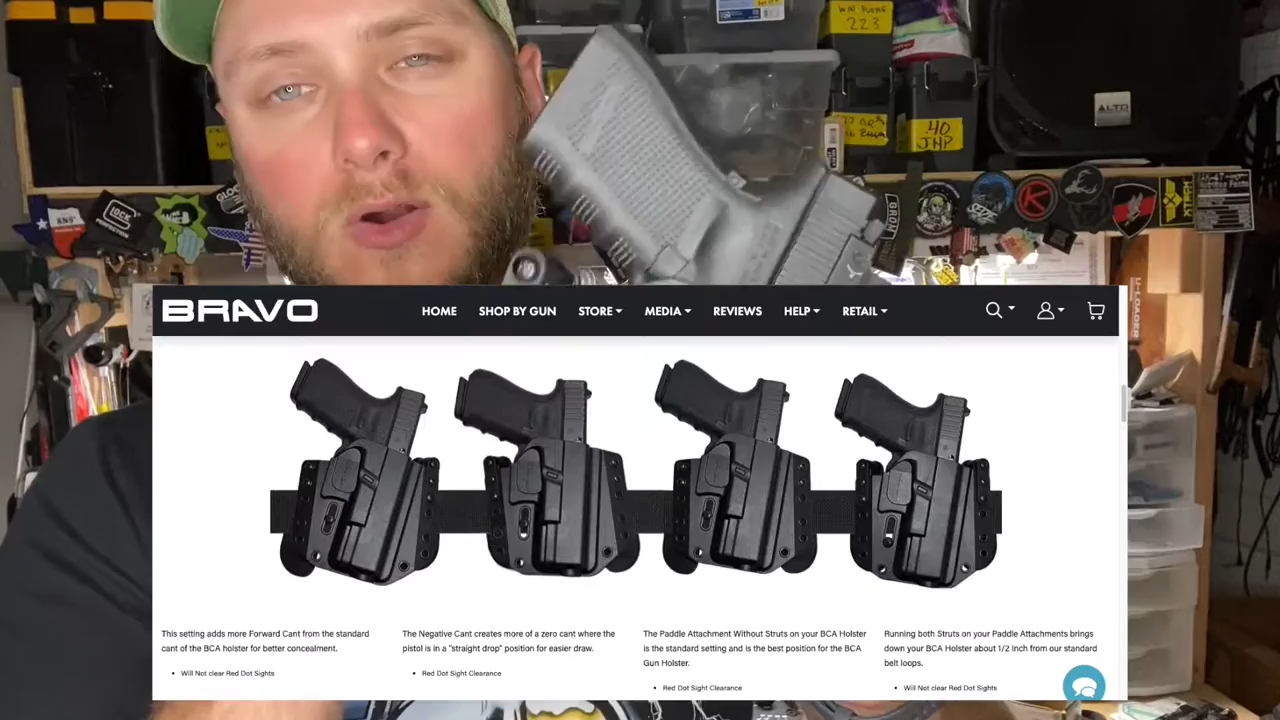 223
ALTO
.40
JHP
GLOCK
PERFECTION
Nutrition Facts
BRAVO
HOME
SHOP BY GUN
STORE
MEDIA
REVIEWS
HELP
RETAIL
This setting adds more Forward Cant from the standard
cant of the BCA holster for better concealment.
• Will Not clear Red Dot Sights
The Negative Cant creates more of a zero cant where the
pistol is in a "straight drop" position for easier draw.
• Red Dot Sight Clearance
The Paddle Attachment Without Struts on your BCA Holster
is the standard setting and is the best position for the BCA
Gun Holster.
• Red Dot Sight Clearance
Running both Struts on your Paddle Attachments brings
down your BCA Holster about 1/2 Inch from our standard
belt loops.
• Will Not clear Red Dot Sights